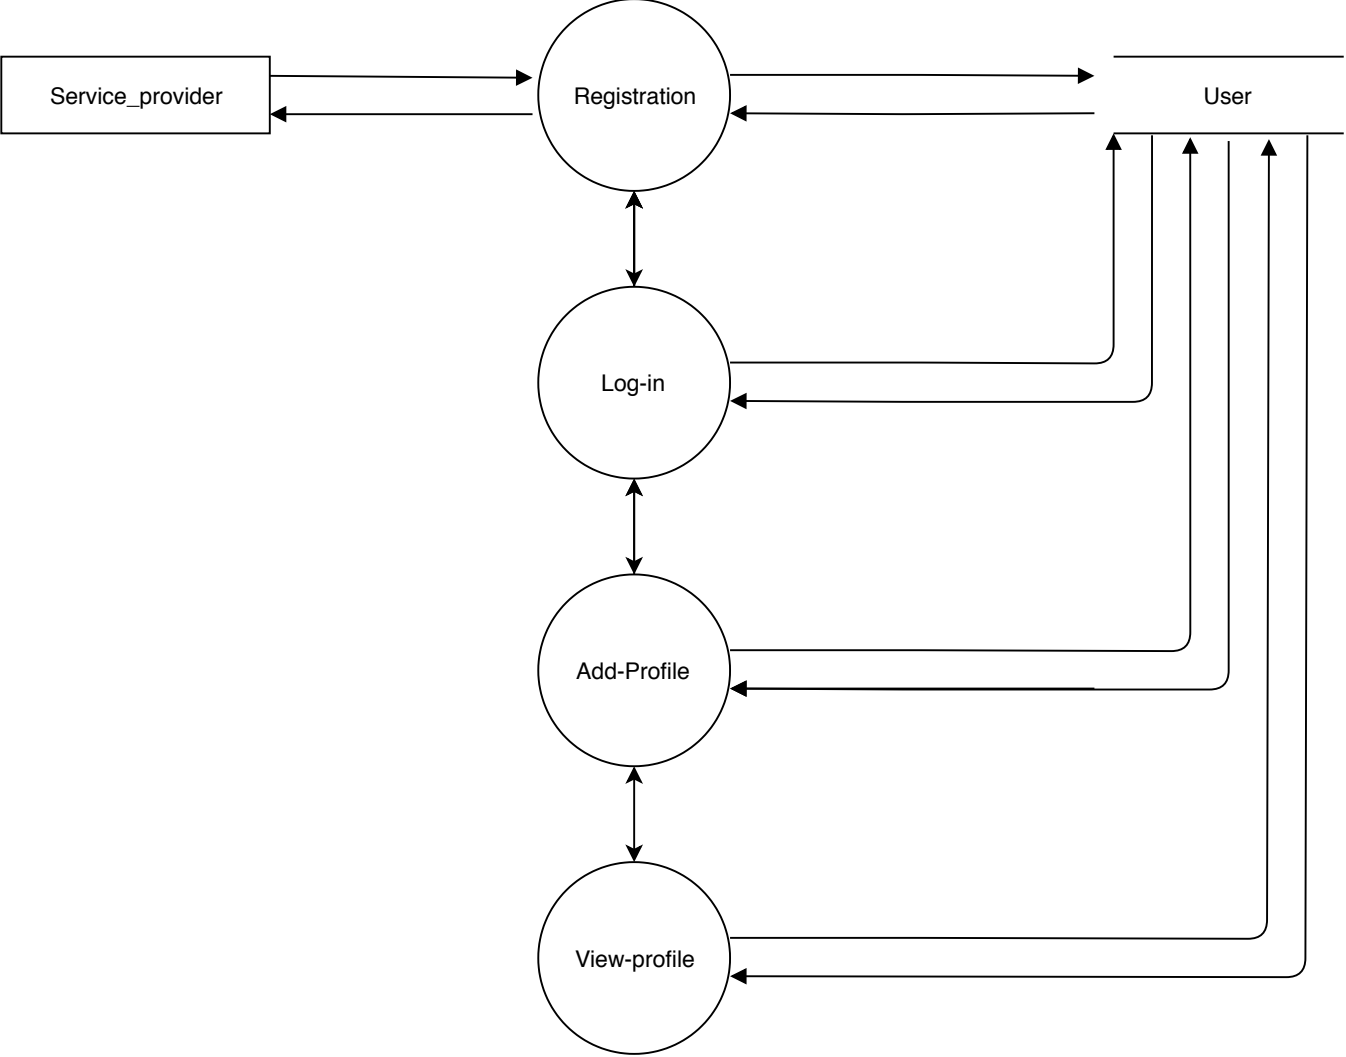 Service_provider
Registration
User
Log-in
Add-Profile
View-profile